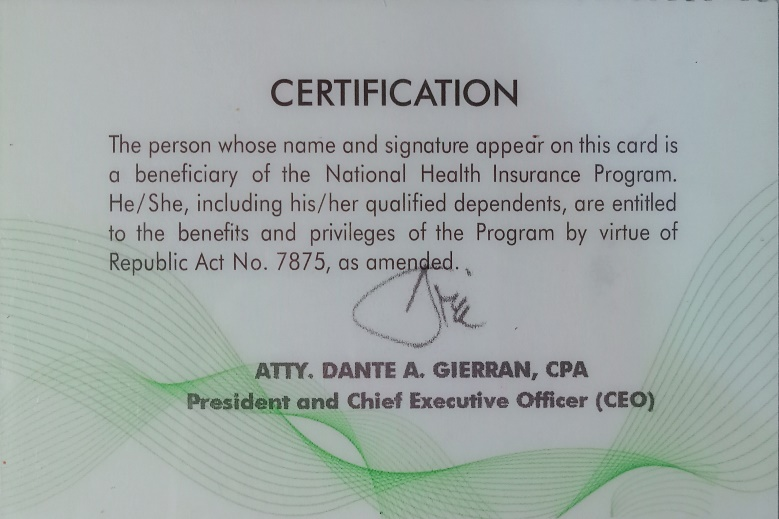 CERTIFICATION
The person whose name and signature appear on this card is
a beneficiary of the National Health Insurance Program.
He/She, including his/her qualified dependents, are entitled
to the benefits and privileges of the Program by virtue of
Republic Act No. 7875, as amended.
ATTY. DANTE A. GIERRAN, CPA
President and Chief Executive Officer (CEO)